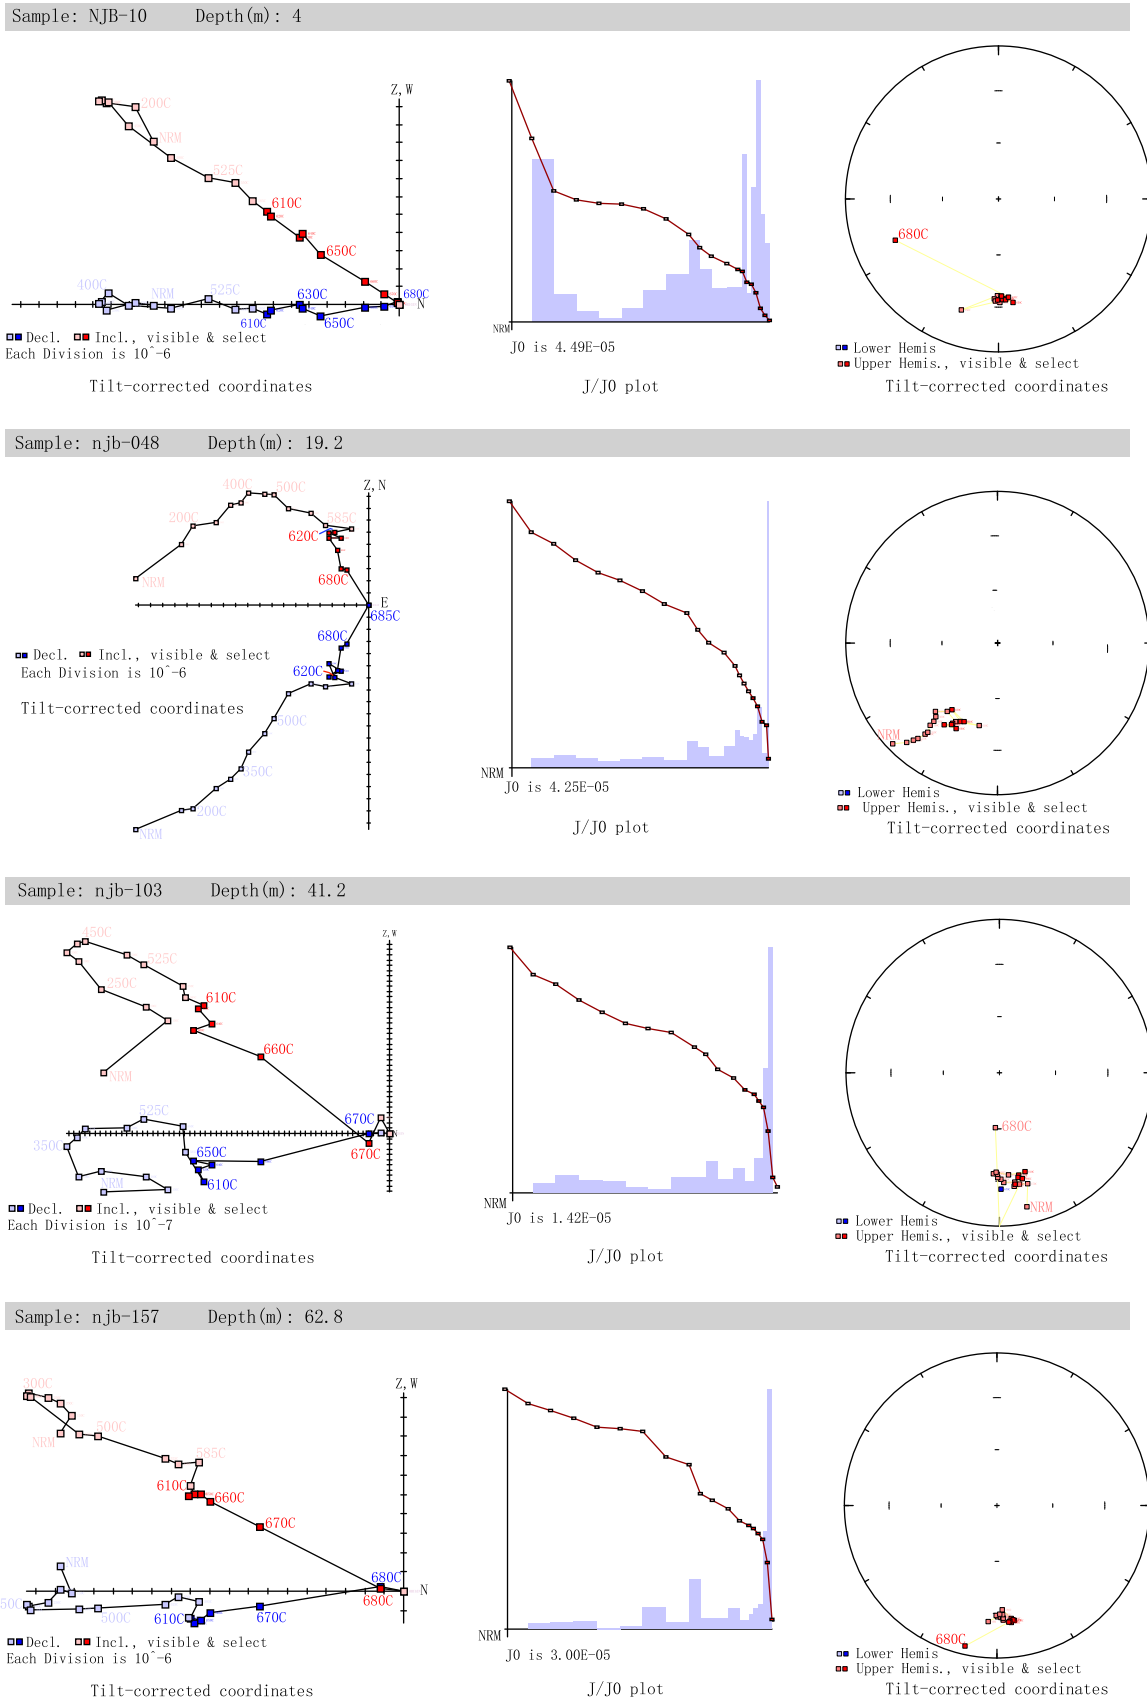 Sample: NJB-10 Depth(m): 4
Z,W
200C
NRM
525C
610C
650C
400C
NRM
525C
630C
680C
N
610C
650C
Decl. Incl., visible & select
Each Division is 10^-6
Tilt-corrected coordinates
NRM
J0 is 4.49E-05
J/J0 plot
680C
Lower Hemis
Upper Hemis., visible & select
Tilt-corrected coordinates
Sample: njb-048 Depth(m): 19.2
Z,N
400C
500C
200C
585C
620C
NRM
680C
E
685C
680C
620C
Decl. Incl., visible & select
Each Division is 10^-6
Tilt-corrected coordinates
500C
350C
200C
NRM
NRM
J0 is 4.25E-05
J/J0 plot
NRM
Lower Hemis
Upper Hemis., visible & select
Tilt-corrected coordinates
Sample: njb-103 Depth(m): 41.2
Z,W
450C
525C
250C
610C
660C
NRM
525C
670C
350C
650C
670C
NRM
610C
Decl. Incl., visible & select
Each Division is 10^-7
Tilt-corrected coordinates
NRM
J0 is 1.42E-05
J/J0 plot
680C
NRM
Lower Hemis
Upper Hemis., visible & select
Tilt-corrected coordinates
Sample: njb-157 Depth(m): 62.8
Z,W
300C
500C
NRM
585C
610C
660C
670C
NRM
680C
N
680C
500C
610C
670C
Decl. Incl., visible & select
Each Division is 10^-6
Tilt-corrected coordinates
NRM
J0 is 3.00E-05
J/J0 plot
680C
Lower Hemis
Upper Hemis., visible & select
Tilt-corrected coordinates